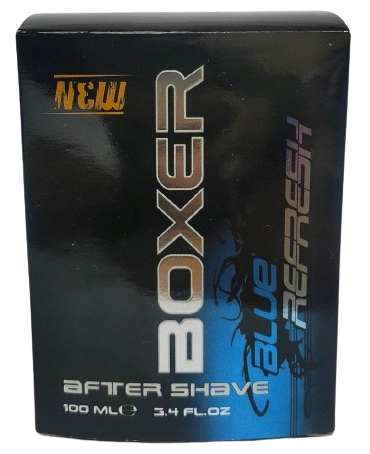 NEW
BOXER
BLUE
REFRESH
AFTER SHAVE
100 ML℮ 3.4 FL.OZ